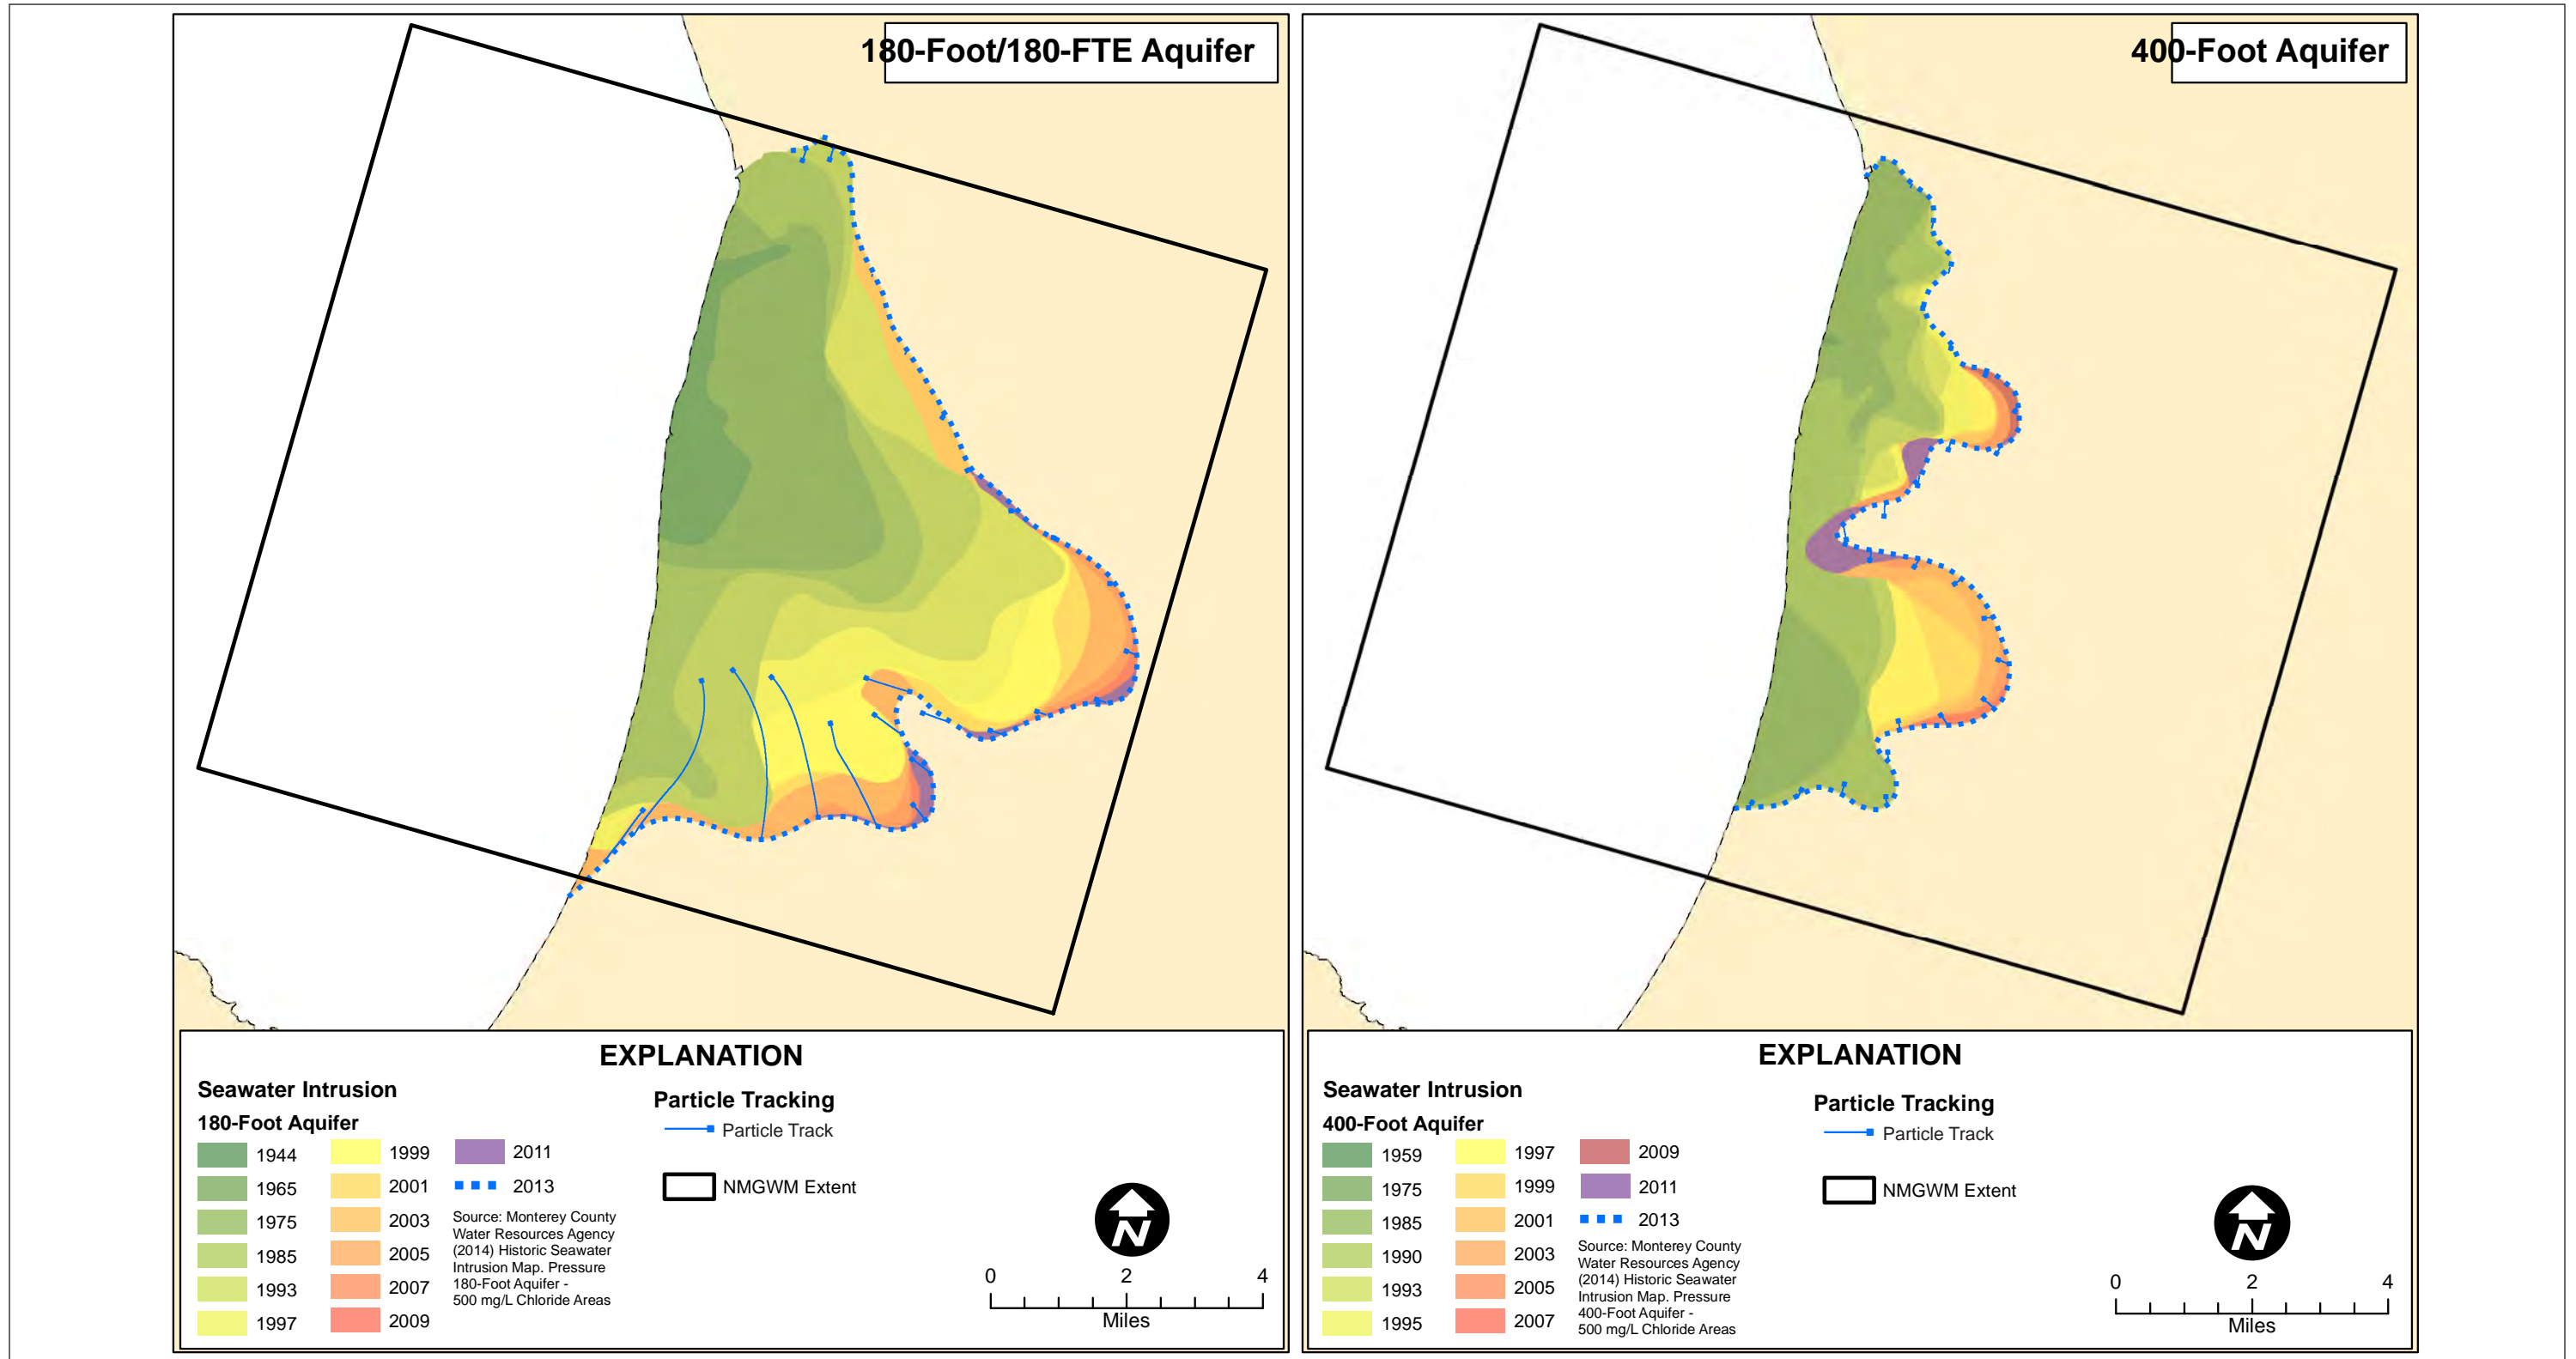 180-Foot/180-FTE Aquifer
EXPLANATION
Seawater Intrusion
180-Foot Aquifer
1944
1965
1975
1985
1993
1997
1999
2001
2003
2005
2007
2009
2011
2013
Source: Monterey County
Water Resources Agency
(2014) Historic Seawater
Intrusion Map. Pressure
180-Foot Aquifer -
500 mg/L Chloride Areas
Particle Tracking
Particle Track
NMGWM Extent
N
0 2 4
Miles
400-Foot Aquifer
EXPLANATION
Seawater Intrusion
400-Foot Aquifer
1959
1975
1985
1990
1993
1995
1997
1999
2001
2003
2005
2007
2009
2011
2013
Source: Monterey County
Water Resources Agency
(2014) Historic Seawater
Intrusion Map. Pressure
400-Foot Aquifer -
500 mg/L Chloride Areas
Particle Tracking
Particle Track
NMGWM Extent
N
0 2 4
Miles